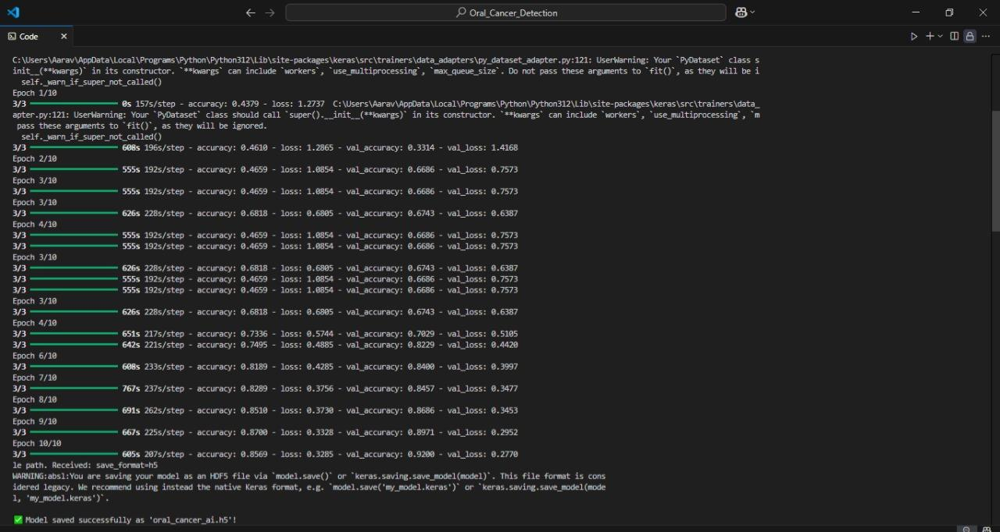 Oral_Cancer_Detection
Code
C:\Users\Aarav\AppData\Local\Programs\Python\Python312\Lib\site-packages\keras\src\trainers\data_adapters\py_dataset_adapter.py:121: UserWarning: Your `PyDataset` class s
init__(**kwargs)` in its constructor. `**kwargs` can include `workers`, `use_multiprocessing`, `max_queue_size`. Do not pass these arguments to `fit()`, as they will be i
self._warn_if_super_not_called()
Epoch 1/10
3/3 0s 157s/step - accuracy: 0.4379 - loss: 1.2737 C:\Users\Aarav\AppData\Local\Programs\Python\Python312\Lib\site-packages\keras\src\trainers\data_
apter.py:121: UserWarning: Your `PyDataset` class should call `super().__init__(**kwargs)` in its constructor. `**kwargs` can include `workers`, `use_multiprocessing`, `m
pass these arguments to `fit()`, as they will be ignored.
self._warn_if_super_not_called()
3/3 608s 196s/step - accuracy: 0.4610 - loss: 1.2865 - val_accuracy: 0.3314 - val_loss: 1.4168
Epoch 2/10
3/3 555s 192s/step - accuracy: 0.4659 - loss: 1.0854 - val_accuracy: 0.6686 - val_loss: 0.7573
Epoch 3/10
3/3 555s 192s/step - accuracy: 0.4659 - loss: 1.0854 - val_accuracy: 0.6686 - val_loss: 0.7573
Epoch 3/10
3/3 626s 228s/step - accuracy: 0.6818 - loss: 0.6805 - val_accuracy: 0.6743 - val_loss: 0.6387
Epoch 4/10
3/3 555s 192s/step - accuracy: 0.4659 - loss: 1.0854 - val_accuracy: 0.6686 - val_loss: 0.7573
3/3 555s 192s/step - accuracy: 0.4659 - loss: 1.0854 - val_accuracy: 0.6686 - val_loss: 0.7573
Epoch 3/10
3/3 626s 228s/step - accuracy: 0.6818 - loss: 0.6805 - val_accuracy: 0.6743 - val_loss: 0.6387
3/3 555s 192s/step - accuracy: 0.4659 - loss: 1.0854 - val_accuracy: 0.6686 - val_loss: 0.7573
3/3 555s 192s/step - accuracy: 0.4659 - loss: 1.0854 - val_accuracy: 0.6686 - val_loss: 0.7573
Epoch 3/10
3/3 626s 228s/step - accuracy: 0.6818 - loss: 0.6805 - val_accuracy: 0.6743 - val_loss: 0.6387
Epoch 4/10
3/3 651s 217s/step - accuracy: 0.7336 - loss: 0.5744 - val_accuracy: 0.7029 - val_loss: 0.5105
3/3 642s 221s/step - accuracy: 0.7495 - loss: 0.4885 - val_accuracy: 0.8229 - val_loss: 0.4420
Epoch 6/10
3/3 608s 233s/step - accuracy: 0.8189 - loss: 0.4285 - val_accuracy: 0.8400 - val_loss: 0.3997
Epoch 7/10
3/3 767s 237s/step - accuracy: 0.8289 - loss: 0.3756 - val_accuracy: 0.8457 - val_loss: 0.3477
Epoch 8/10
3/3 691s 262s/step - accuracy: 0.8510 - loss: 0.3730 - val_accuracy: 0.8686 - val_loss: 0.3453
Epoch 9/10
3/3 667s 225s/step - accuracy: 0.8700 - loss: 0.3328 - val_accuracy: 0.8971 - val_loss: 0.2952
Epoch 10/10
3/3 605s 207s/step - accuracy: 0.8569 - loss: 0.3285 - val_accuracy: 0.9200 - val_loss: 0.2770
le path. Received: save_format=h5
WARNING:absl:You are saving your model as an HDF5 file via `model.save()` or `keras.saving.save_model(model)`. This file format is cons
idered legacy. We recommend using instead the native Keras format, e.g. `model.save('my_model.keras')` or `keras.saving.save_model(mode
l, 'my_model.keras')`.
✅ Model saved successfully as 'oral_cancer_ai.h5'!